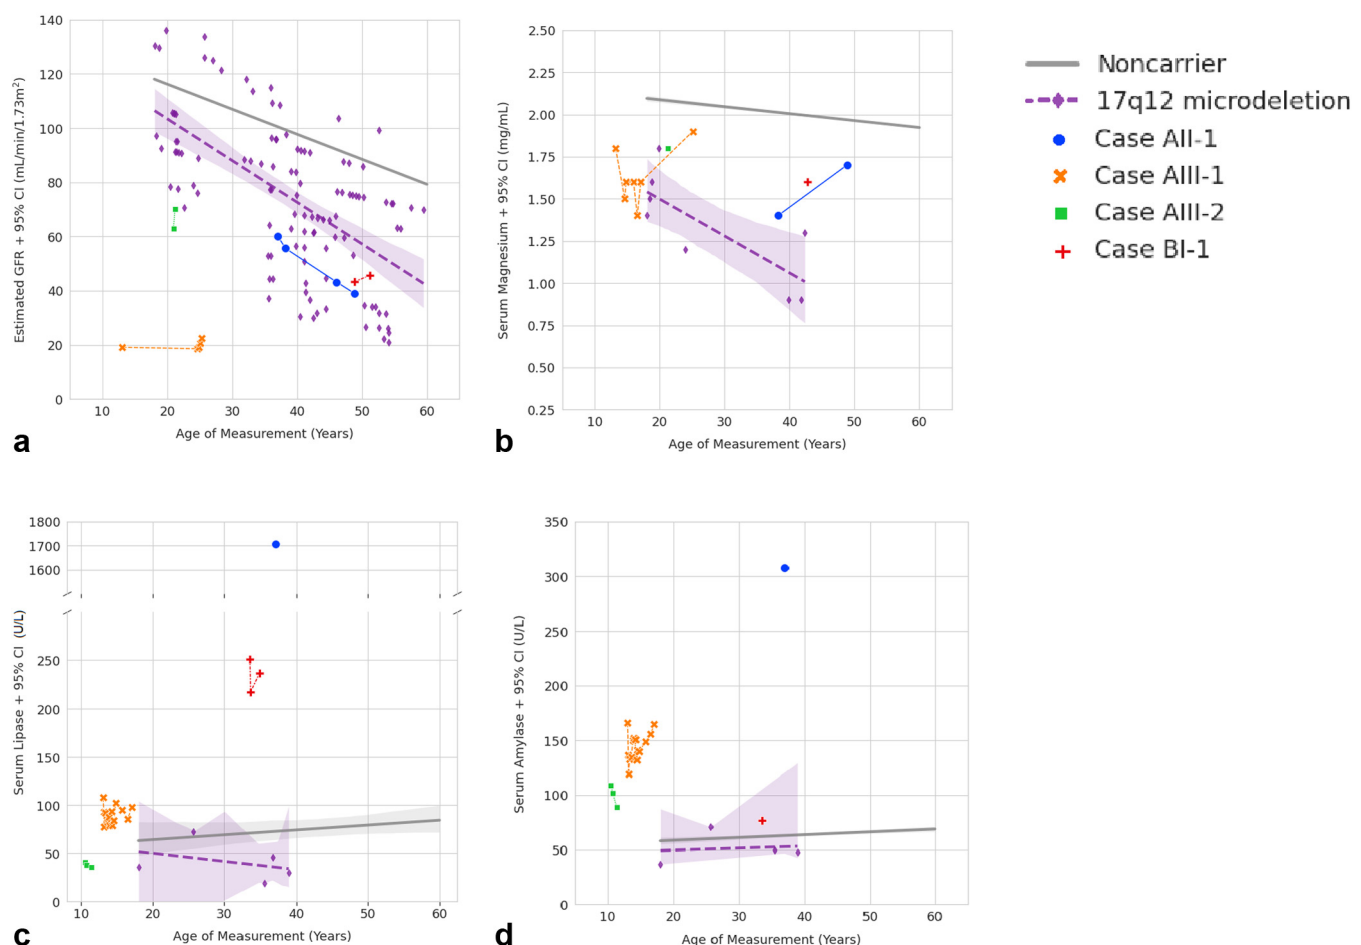 140
120
100
80
60
40
20
0
10 20 30 40 50 60
Estimated GFR + 95% CI (mL/min/1.73m²)
Age of Measurement (Years)
a
2.50
2.25
2.00
1.75
1.50
1.25
1.00
0.75
0.50
0.25
10 20 30 40 50 60
Serum Magnesium + 95% CI (mg/mL)
Age of Measurement (Years)
b
Noncarrier
17q12 microdeletion
Case AII-1
Case AIII-1
Case AIII-2
Case BI-1
1800
1700
1600
250
200
150
100
50
0
10 20 30 40 50 60
Serum Lipase + 95% CI (U/L)
Age of Measurement (Years)
c
350
300
250
200
150
100
50
0
10 20 30 40 50 60
Serum Amylase + 95% CI (U/L)
Age of Measurement (Years)
d